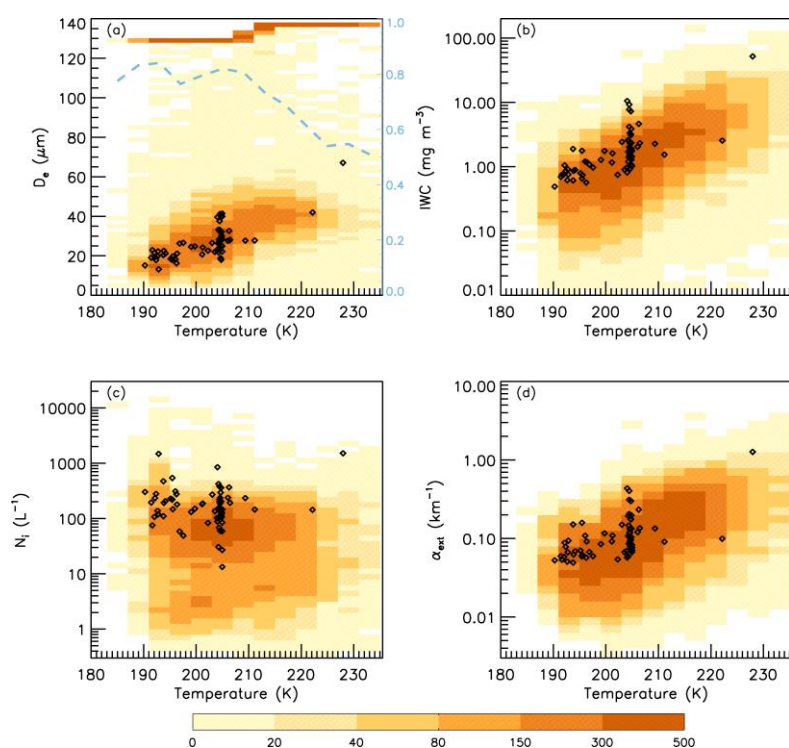 (a)
140
120
100
80
60
40
20
0
D_e (μm)
1.0
0.8
0.6
0.4
0.2
0.0
180 190 200 210 220 230
Temperature (K)
(b)
100.00
10.00
1.00
0.10
0.01
IWC (mg m⁻³)
180 190 200 210 220 230
Temperature (K)
(c)
10000
1000
100
10
1
N_i (L⁻¹)
180 190 200 210 220 230
Temperature (K)
(d)
10.00
1.00
0.10
0.01
α_ext (km⁻¹)
180 190 200 210 220 230
Temperature (K)
0 20 40 80 150 300 500